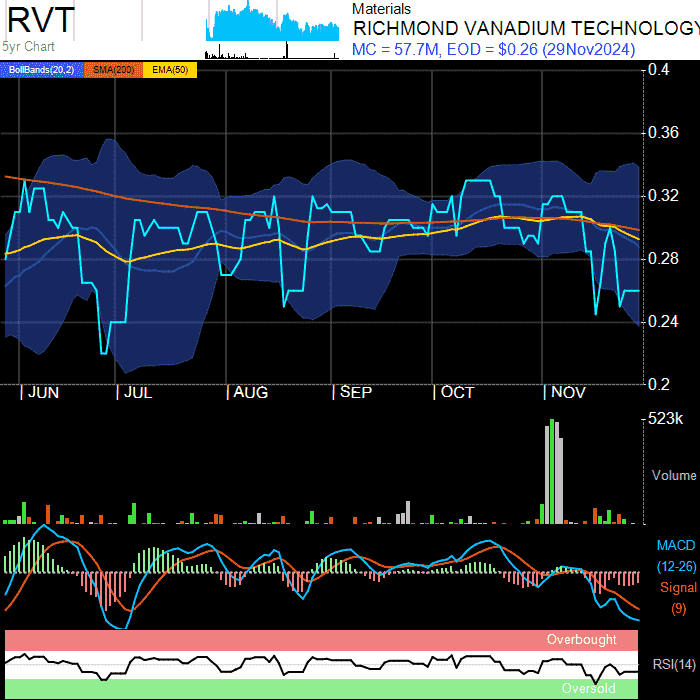 RVT
5yr Chart
Materials
RICHMOND VANADIUM TECHNOLOGY
MC = 57.7M, EOD = $0.26 (29Nov2024)
BollBands(20,2) SMA(200) EMA(50)
0.4
0.36
0.32
0.28
0.24
0.2
JUN JUL AUG SEP OCT NOV
523k
Volume
MACD
(12-26)
Signal
(9)
Overbought
RSI(14)
Oversold